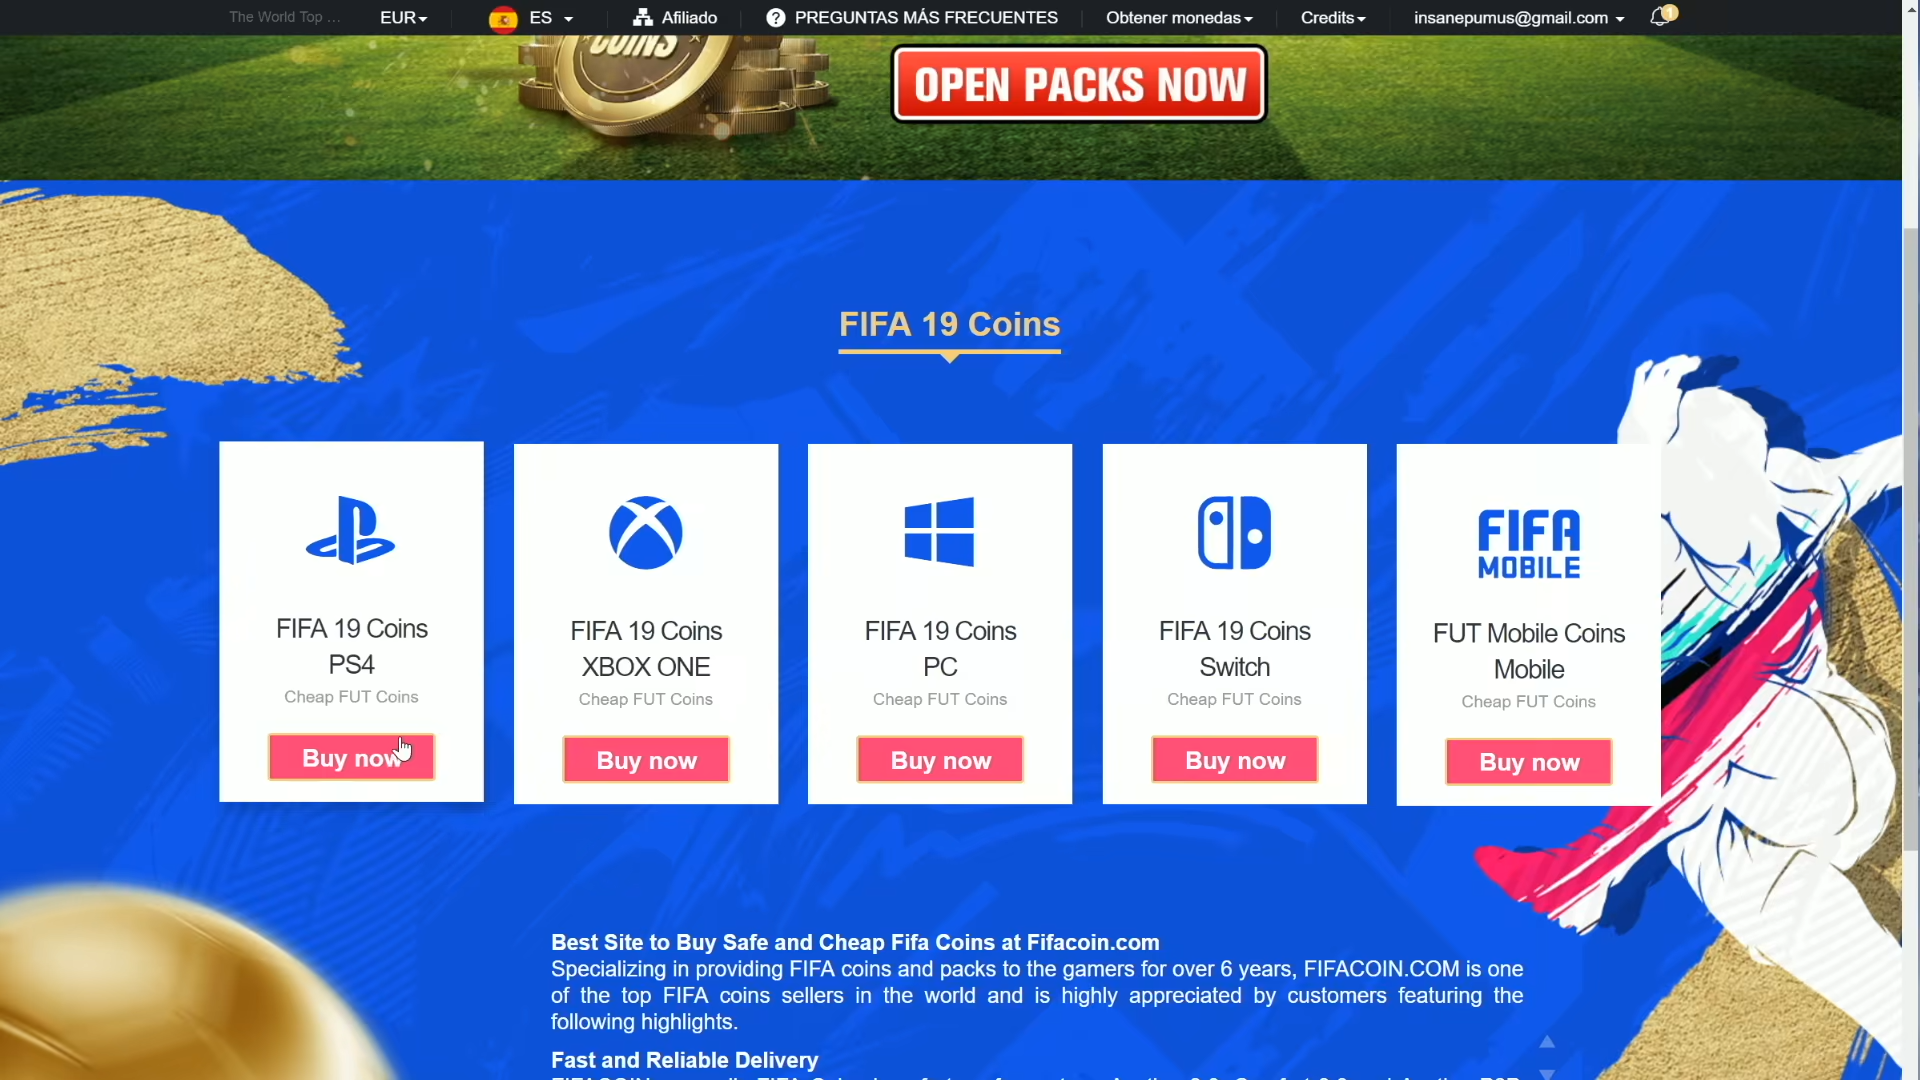 The World Top ...
EUR
ES
Afiliado
PREGUNTAS MÁS FRECUENTES
Obtener monedas
Credits
insanepumus@gmail.com
1
COINS
OPEN PACKS NOW
FIFA 19 Coins
FIFA 19 Coins
PS4
Cheap FUT Coins
Buy now
FIFA 19 Coins
XBOX ONE
Cheap FUT Coins
Buy now
FIFA 19 Coins
PC
Cheap FUT Coins
Buy now
FIFA 19 Coins
Switch
Cheap FUT Coins
Buy now
FIFA
MOBILE
FUT Mobile Coins
Mobile
Cheap FUT Coins
Buy now
Best Site to Buy Safe and Cheap Fifa Coins at Fifacoin.com
Specializing in providing FIFA coins and packs to the gamers for over 6 years, FIFACOIN.COM is one
of the top FIFA coins sellers in the world and is highly appreciated by customers featuring the
following highlights.
Fast and Reliable Delivery